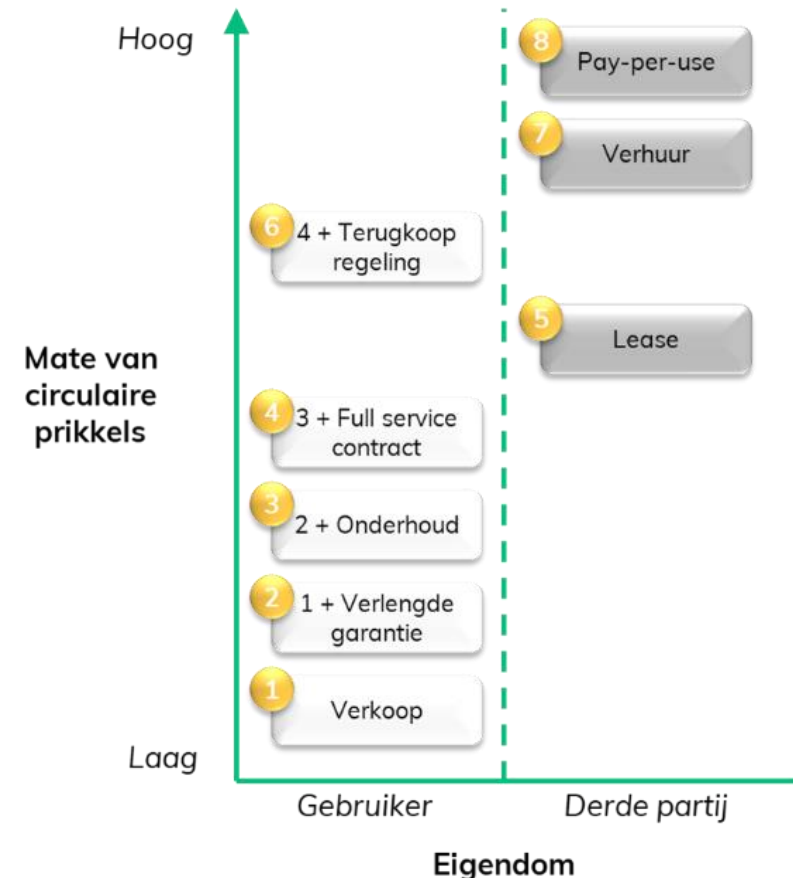 Hoog
8
Pay-per-use
7
Verhuur
6
4 + Terugkoop
regeling
5
Lease
Mate van
circulaire
prikkels
4
3 + Full service
contract
3
2 + Onderhoud
2
1 + Verlengde
garantie
1
Verkoop
Laag
Gebruiker
Derde partij
Eigendom